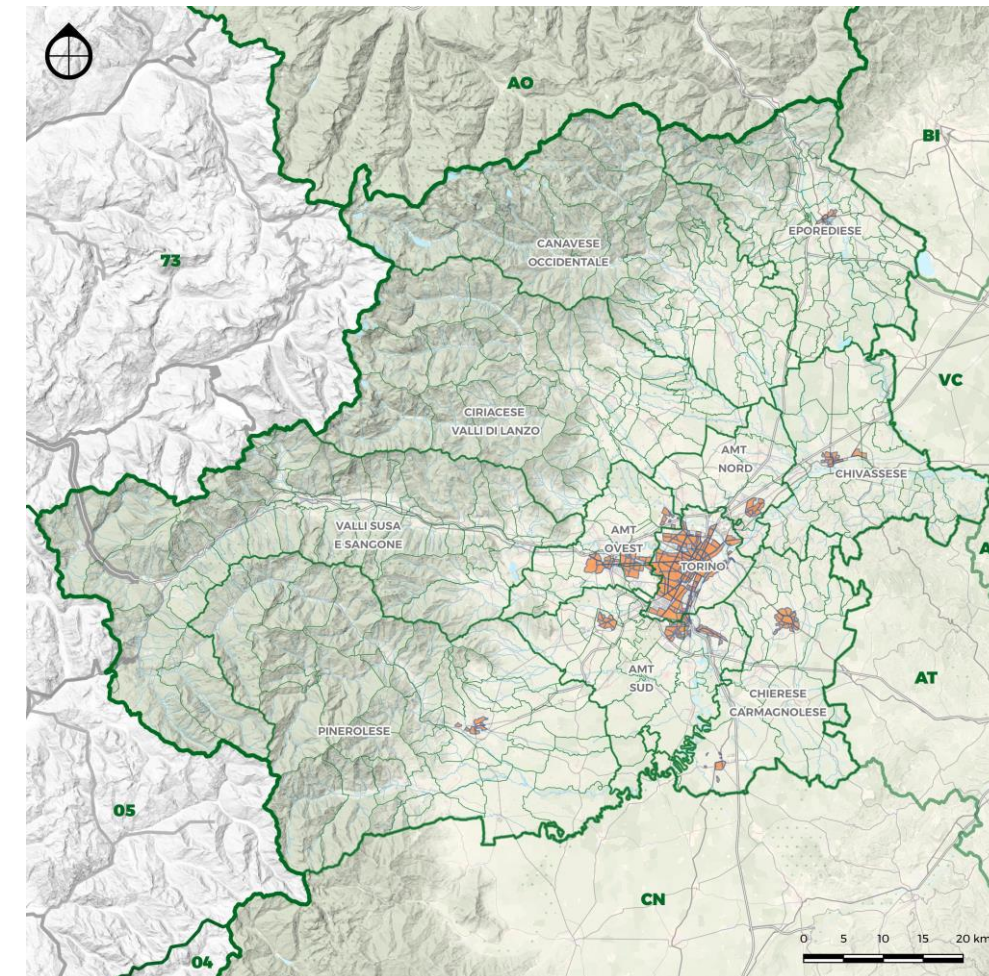 AO
BI
73
EPOREDIESE
CANAVESE
OCCIDENTALE
VC
CIRIACESE
VALLI DI LANZO
AMT
NORD
CHIVASSESE
VALLI SUSA
E SANGONE
AMT
OVEST
A
TORINO
AMT
SUD
AT
CHIERESE
CARMAGNOLESE
PINEROLESE
05
CN
0 5 10 15 20 km
04